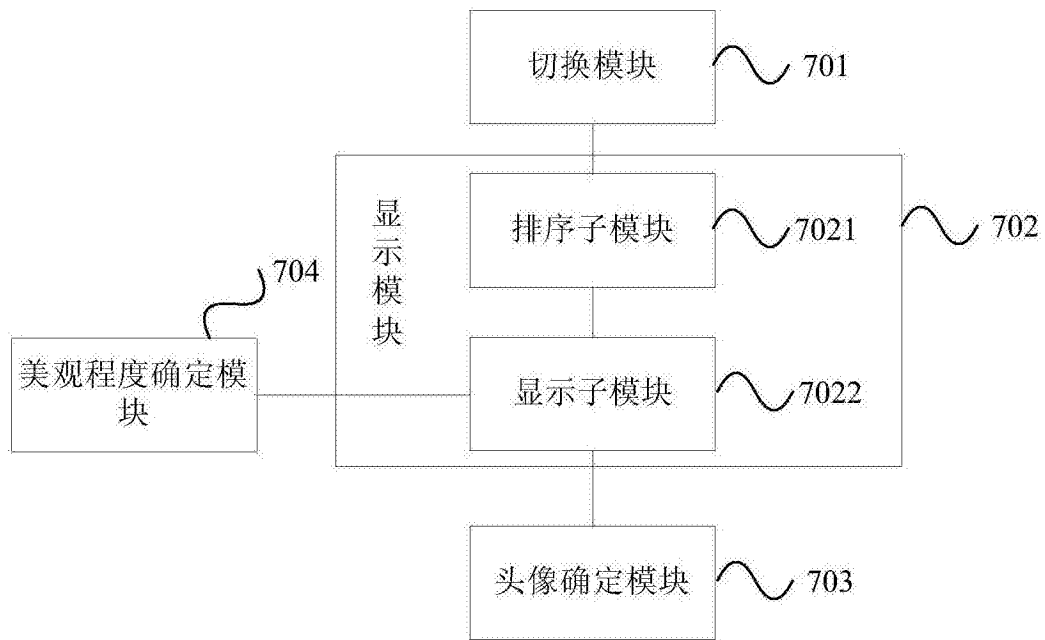 切换模块
701
显示模块
排序子模块
7021
702
704
美观程度确定模
块
显示子模块
7022
头像确定模块
703